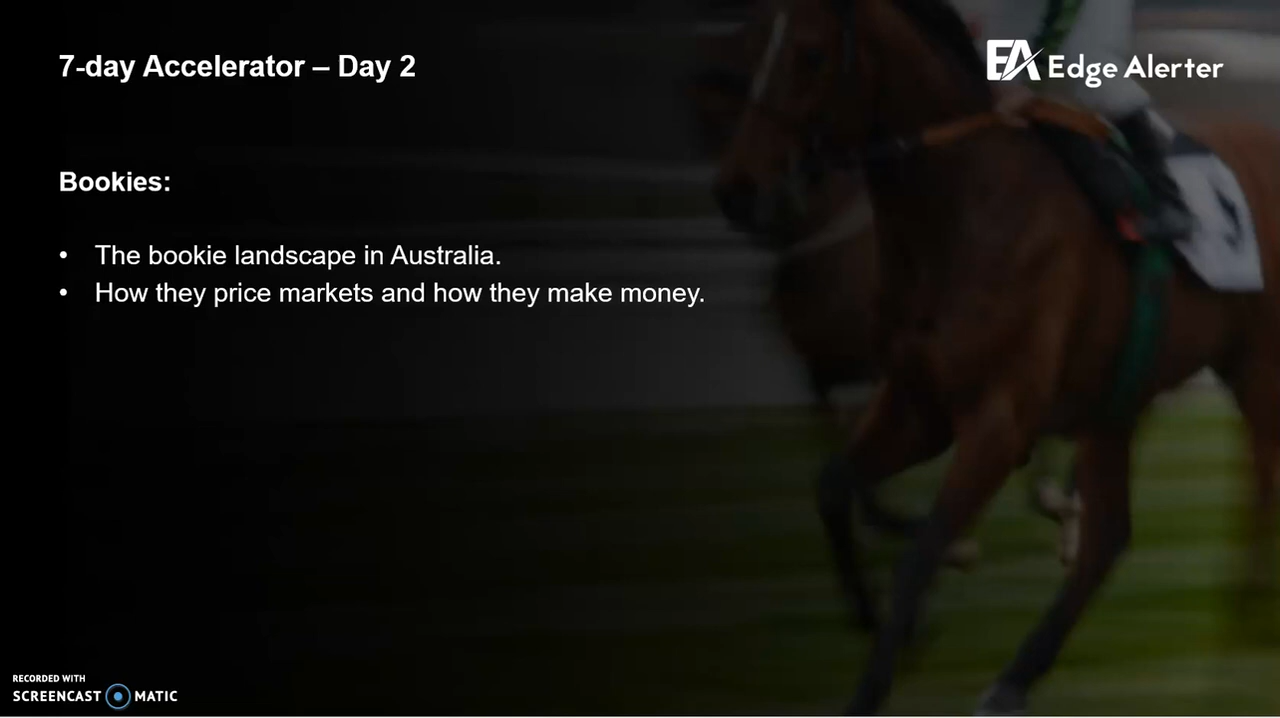 7-day Accelerator – Day 2
EA Edge Alerter
Bookies:
• The bookie landscape in Australia.
• How they price markets and how they make money.
RECORDED WITH
SCREENCAST MATIC